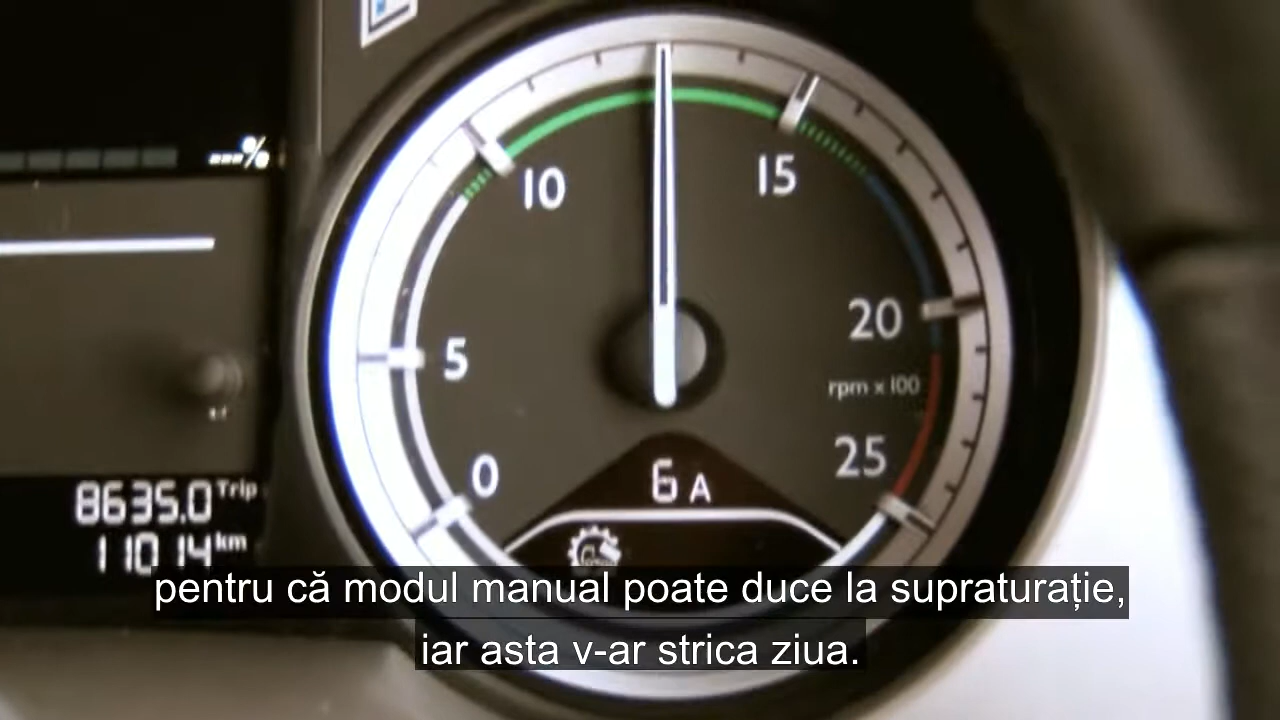 %
10
15
5
20
rpm x 100
25
0
6 A
8635.0 Trip
11014 km
pentru că modul manual poate duce la supraturație,
iar asta v-ar strica ziua.